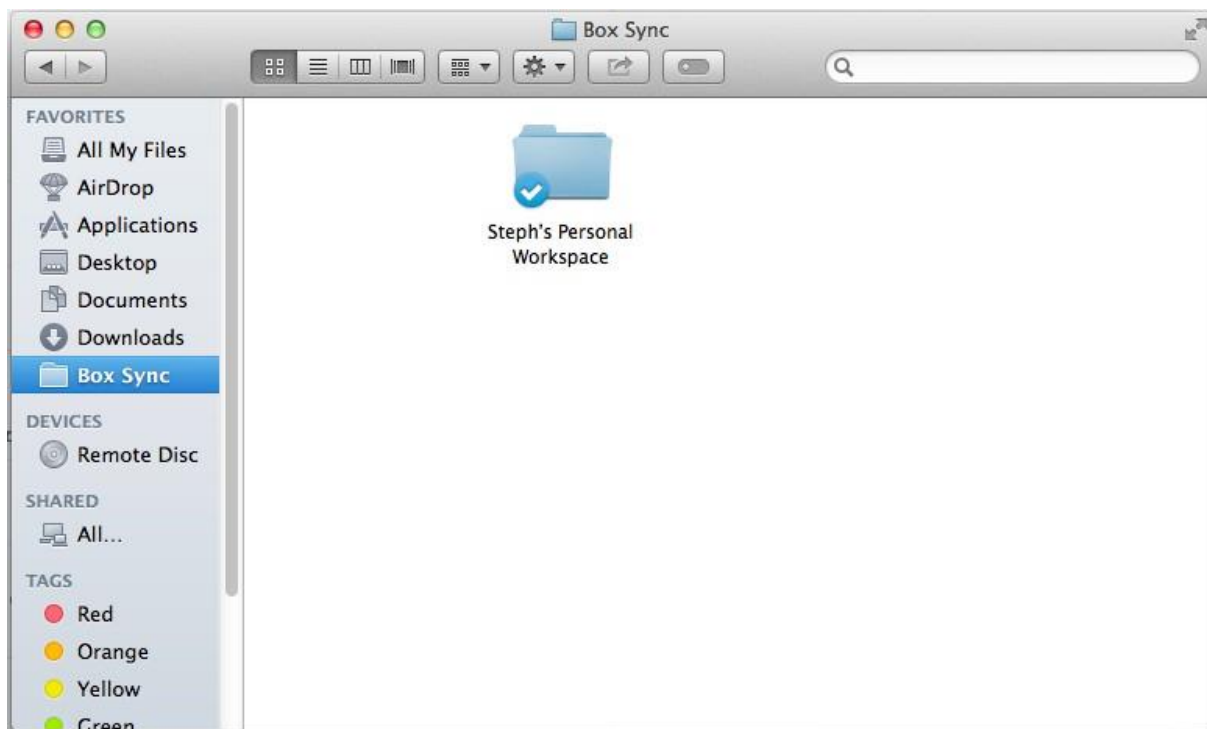 Box Sync
FAVORITES
All My Files
AirDrop
Applications
Desktop
Documents
Downloads
Box Sync
DEVICES
Remote Disc
SHARED
All...
TAGS
Red
Orange
Yellow
Green
Steph's Personal
Workspace